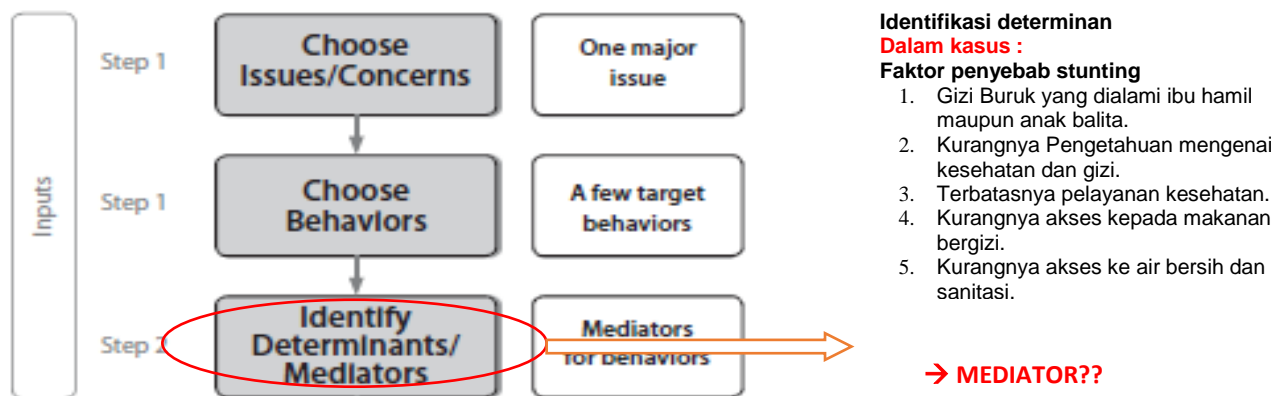 Inputs
Step 1
Choose
Issues/Concerns
One major
issue
Step 1
Choose
Behaviors
A few target
behaviors
Step 2
Identify
Determinants/
Mediators
Mediators
for behaviors
Identifikasi determinan
Dalam kasus :
Faktor penyebab stunting
1. Gizi Buruk yang dialami ibu hamil
maupun anak balita.
2. Kurangnya Pengetahuan mengenai
kesehatan dan gizi.
3. Terbatasnya pelayanan kesehatan.
4. Kurangnya akses kepada makanan
bergizi.
5. Kurangnya akses ke air bersih dan
sanitasi.
→ MEDIATOR??